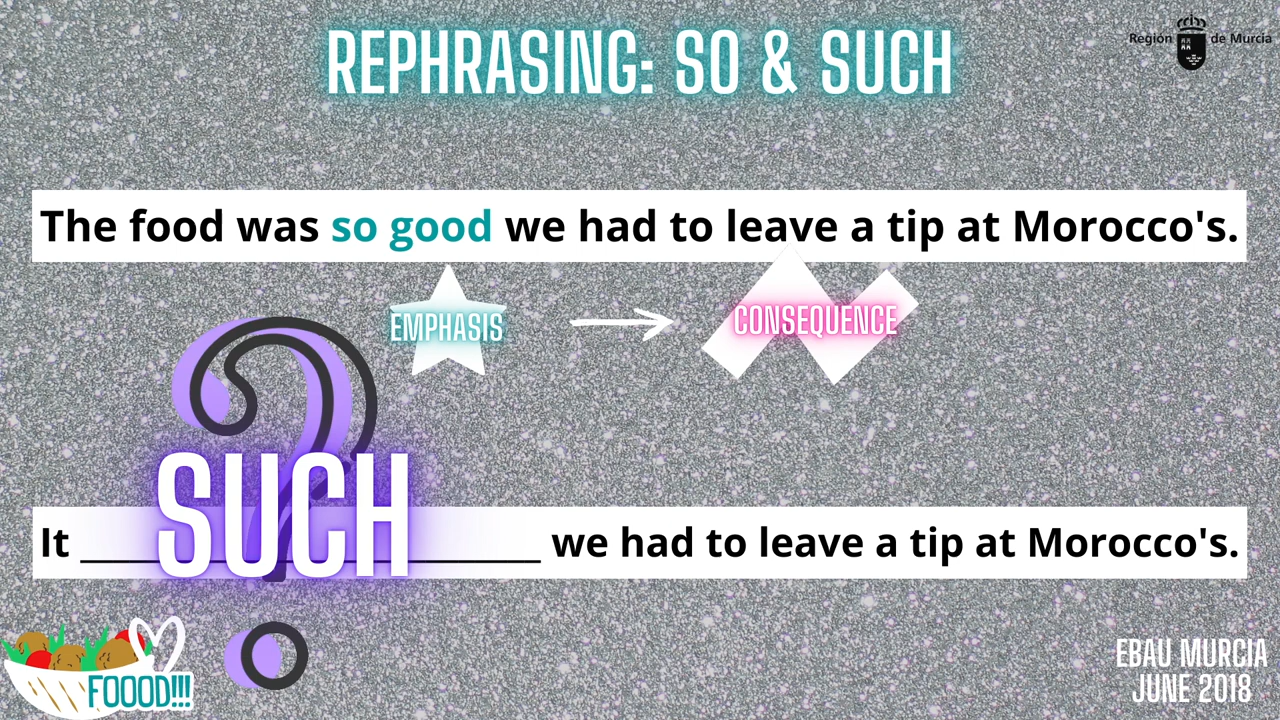 REPHRASING: SO & SUCH
Región de Murcia
The food was so good we had to leave a tip at Morocco's.
EMPHASIS
CONSEQUENCE
SUCH
It ______________________ we had to leave a tip at Morocco's.
FOOOD!!!
EBAU MURCIA
JUNE 2018